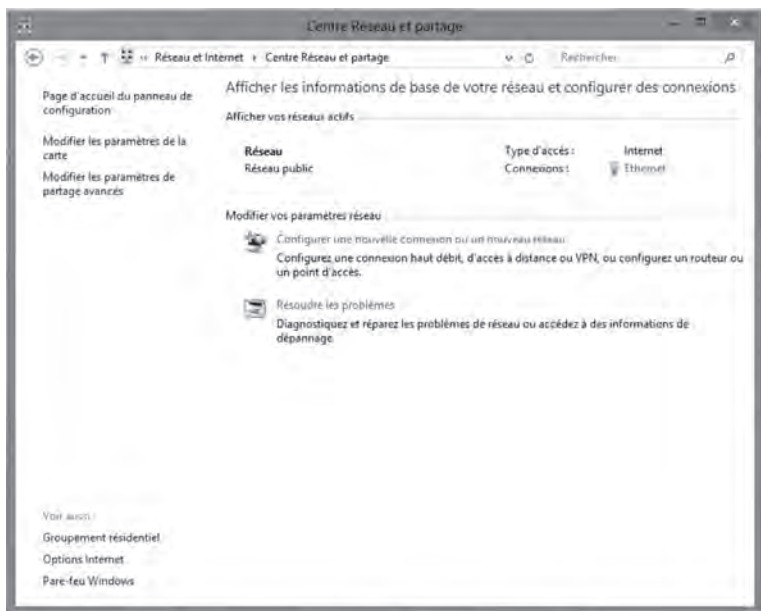 Centre Réseau et partage
« Réseau et Internet › Centre Réseau et partage
Rechercher
Page d'accueil du panneau de
configuration
Modifier les paramètres de la
carte
Modifier les paramètres de
partage avancés
Afficher les informations de base de votre réseau et configurer des connexions
Afficher vos réseaux actifs
Réseau
Réseau public
Type d'accès : Internet
Connexions : Ethernet
Modifier vos paramètres réseau
Configurer une nouvelle connexion ou un nouveau réseau
Configurez une connexion haut débit, d'accès à distance ou VPN, ou configurez un routeur ou
un point d'accès.
Résoudre les problèmes
Diagnostiquez et réparez les problèmes de réseau ou accédez à des informations de
dépannage.
Voir aussi
Groupement résidentiel
Options Internet
Pare-feu Windows